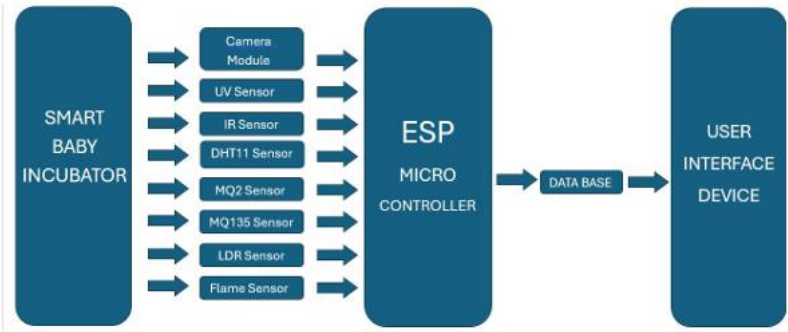 SMART
BABY
INCUBATOR
Camera
Module
UV Sensor
IR Sensor
DHT11 Sensor
MQ2 Sensor
MQ135 Sensor
LDR Sensor
Flame Sensor
ESP
MICRO
CONTROLLER
DATA BASE
USER
INTERFACE
DEVICE